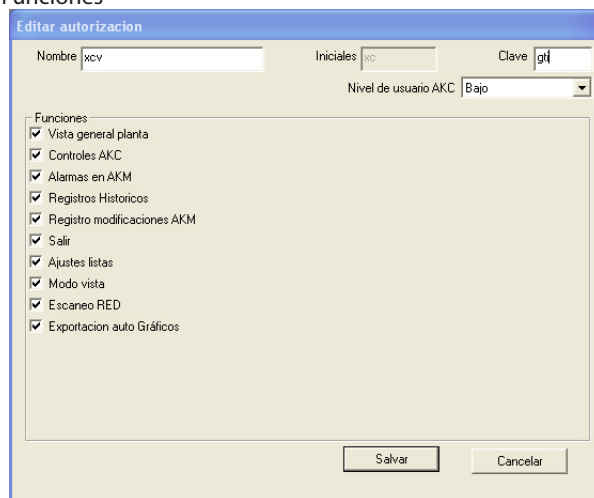 Funciones
Editar autorizacion
Nombre xcv Iniciales xc Clave gti
Nivel de usuario AKC Bajo
Funciones
Vista general planta
Controles AKC
Alarmas en AKM
Registros Historicos
Registro modificaciones AKM
Salir
Ajustes listas
Modo vista
Escaneo RED
Exportacion auto Gráficos
Salvar Cancelar